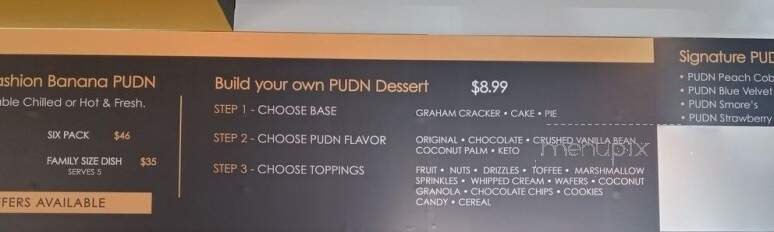 ashion Banana PUDN
able Chilled or Hot & Fresh.
SIX PACK $46
FAMILY SIZE DISH $35
SERVES 5
FERS AVAILABLE
Build your own PUDN Dessert $8.99
STEP 1 - CHOOSE BASE
GRAHAM CRACKER • CAKE • PIE
STEP 2 - CHOOSE PUDN FLAVOR
ORIGINAL • CHOCOLATE • CRUSHED VANILLA BEAN
COCONUT PALM • KETO
STEP 3 - CHOOSE TOPPINGS
FRUIT • NUTS • DRIZZLES • TOFFEE • MARSHMALLOW
SPRINKLES • WHIPPED CREAM • WAFERS • COCONUT
GRANOLA • CHOCOLATE CHIPS • COOKIES
CANDY • CEREAL
menupix
Signature PUD
• PUDN Peach Cob
• PUDN Blue Velvet
• PUDN Smore's
• PUDN Strawberry